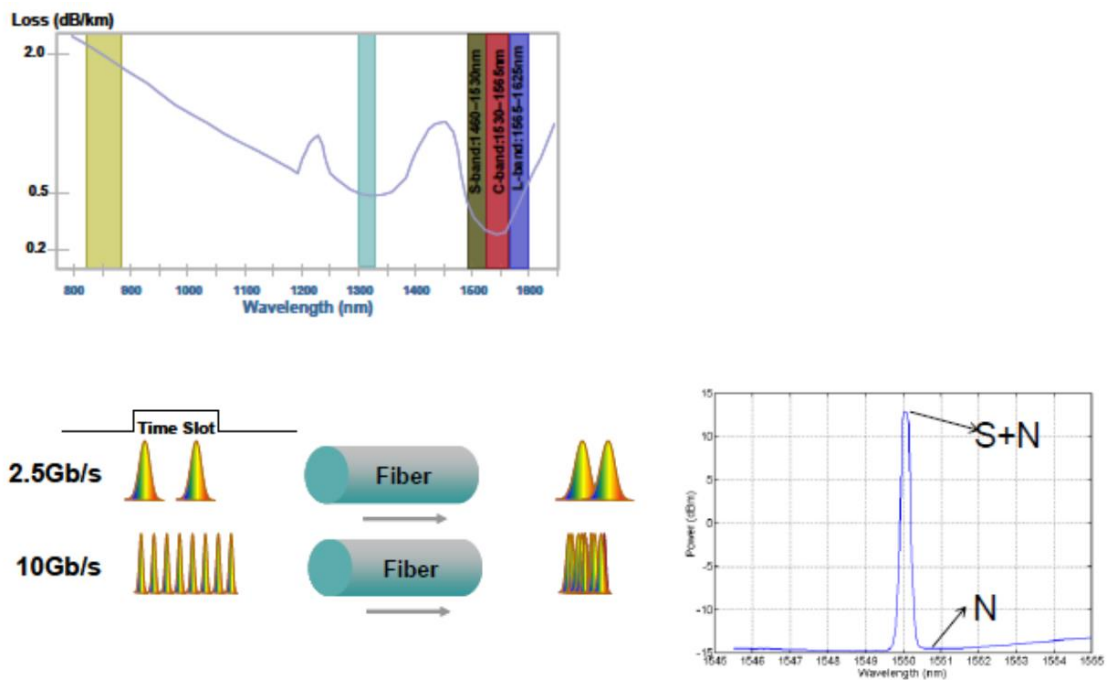 Loss (dB/km)
2.0
0.5
0.2
S-band:1460–1530nm
C-band:1530–1565nm
L-band:1565–1625nm
800 900 1000 1100 1200 1300 1400 1500 1600
Wavelength (nm)
Time Slot
2.5Gb/s
Fiber
10Gb/s
Fiber
15
10
5
0
-5
-10
-15
Power (dBm)
S+N
N
1545 1546 1547 1548 1549 1550 1551 1552 1553 1554 1555
Wavelength (nm)